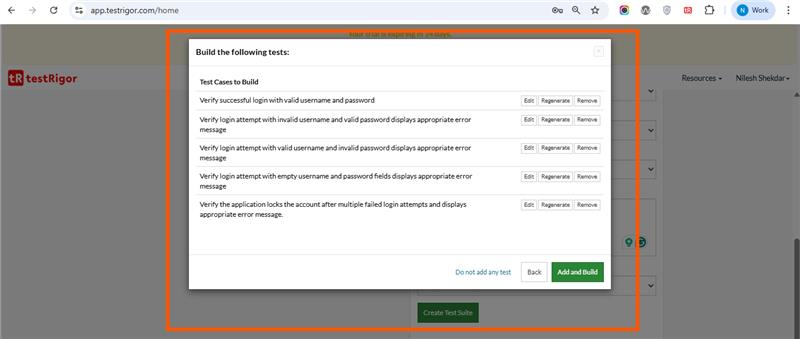 app.testrigor.com/home
N Work
Your trial is expiring in 14 days.
Build the following tests:
tR testRigor
Resources
Nilesh Shekdar
Test Cases to Build
Verify successful login with valid username and password
Edit Regenerate Remove
Verify login attempt with invalid username and valid password displays appropriate error
message
Edit Regenerate Remove
Verify login attempt with valid username and invalid password displays appropriate error
message
Edit Regenerate Remove
Verify login attempt with empty username and password fields displays appropriate error
message
Edit Regenerate Remove
Verify the application locks the account after multiple failed login attempts and displays
appropriate error message.
Edit Regenerate Remove
Do not add any test
Back
Add and Build
Create Test Suite